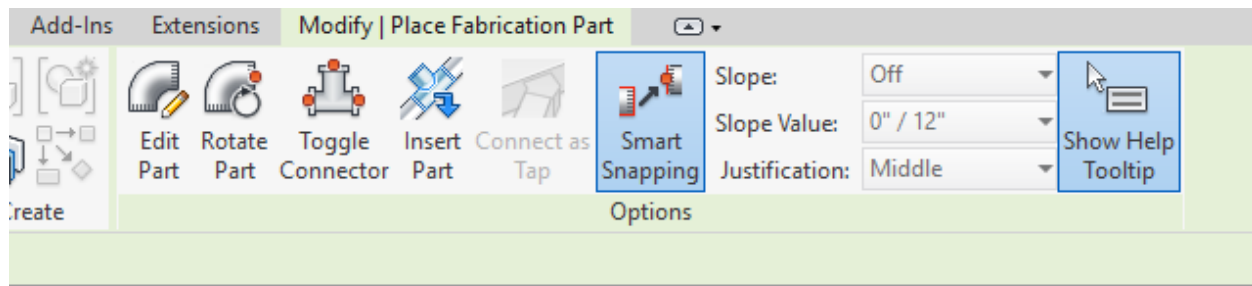 Add-Ins Extensions Modify | Place Fabrication Part
Edit Part
Rotate Part
Toggle Connector
Insert Part
Connect as Tap
Smart Snapping
Slope: Off
Slope Value: 0" / 12"
Justification: Middle
Show Help Tooltip
Options